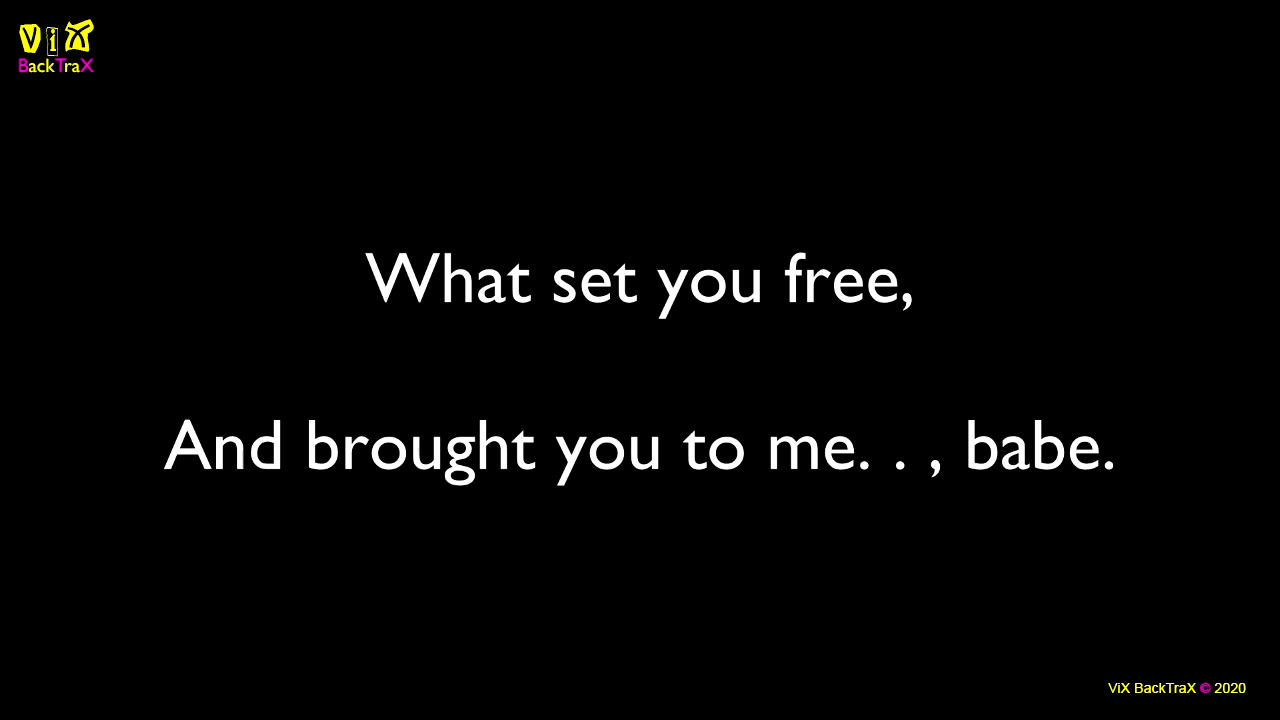 ViX
BackTraX
What set you free,
And brought you to me. . , babe.
ViX BackTraX © 2020